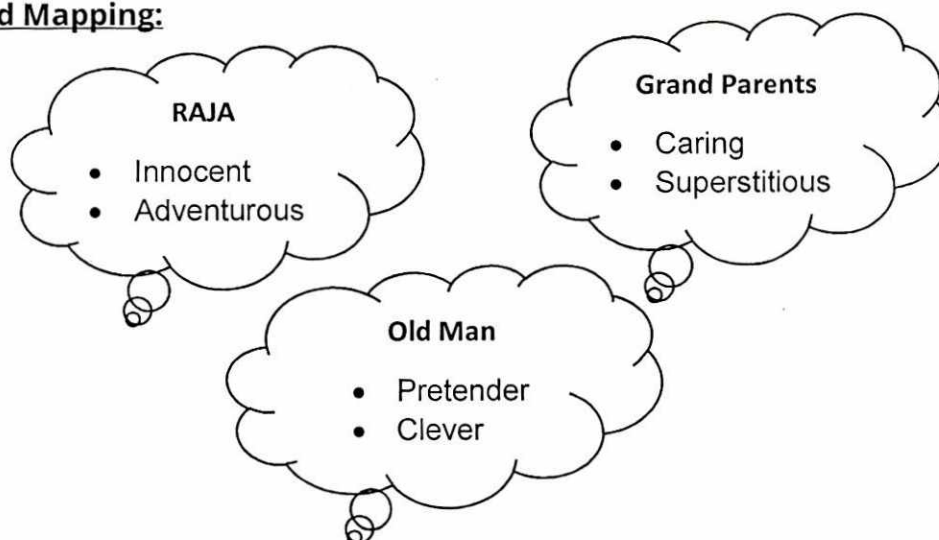 d Mapping:
RAJA
• Innocent
• Adventurous
Grand Parents
• Caring
• Superstitious
Old Man
• Pretender
• Clever